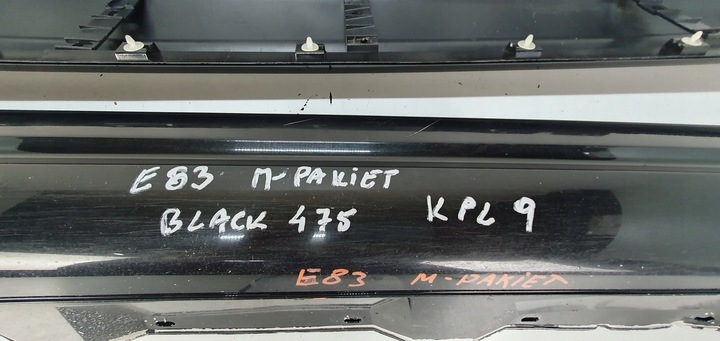 E83 M-PAKIET
BLACK 475 KPL 9
E83 M-PAKIET